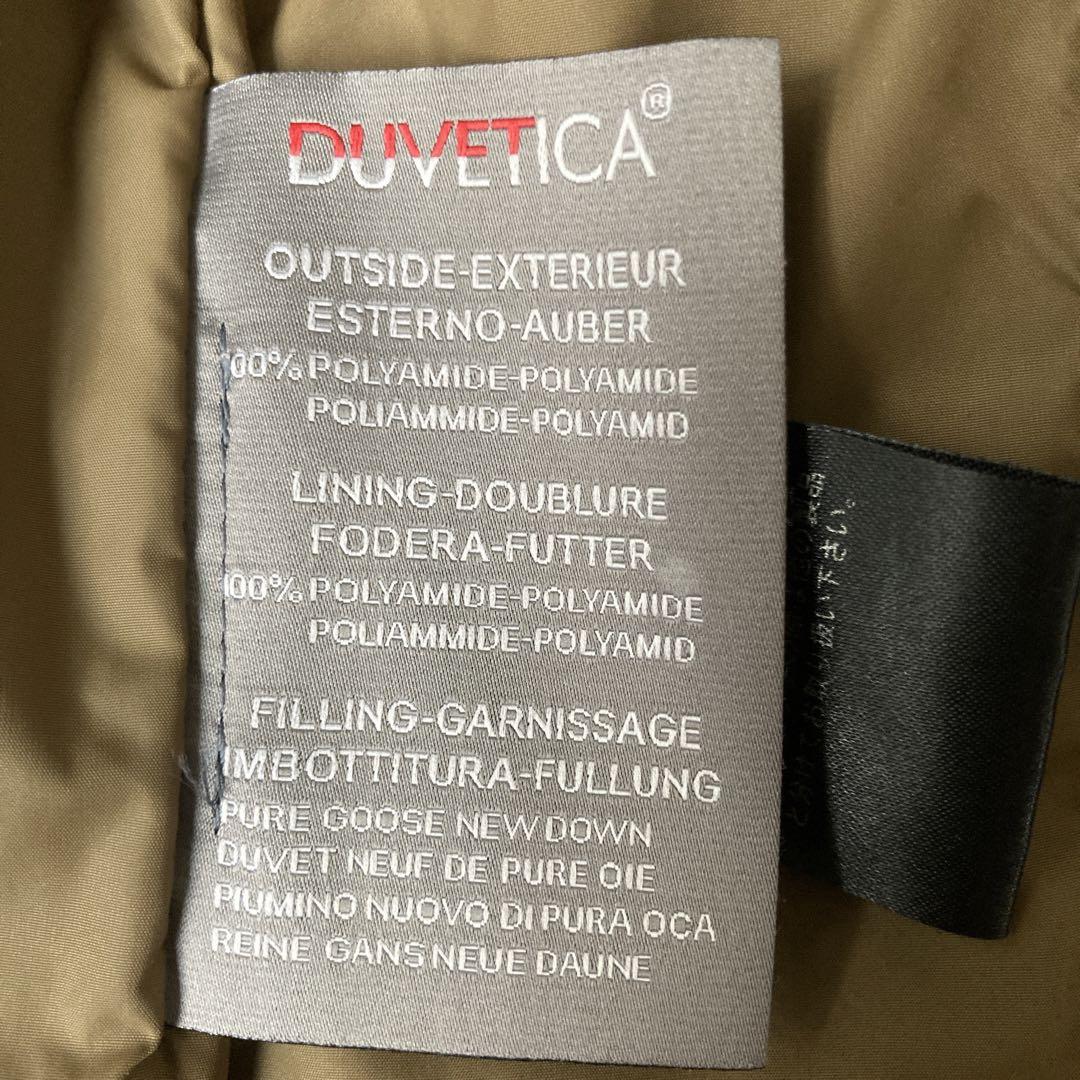 DUVETICA®
OUTSIDE-EXTERIEUR
ESTERNO-AUBER
100% POLYAMIDE-POLYAMIDE
POLIAMMIDE-POLYAMID
LINING-DOUBLURE
FODERA-FUTTER
100% POLYAMIDE-POLYAMIDE
POLIAMMIDE-POLYAMID
FILLING-GARNISSAGE
IMBOTTITURA-FULLUNG
PURE GOOSE NEW DOWN
DUVET NEUF DE PURE OIE
PIUMINO NUOVO DI PURA OCA
REINE GANS NEUE DAUNE